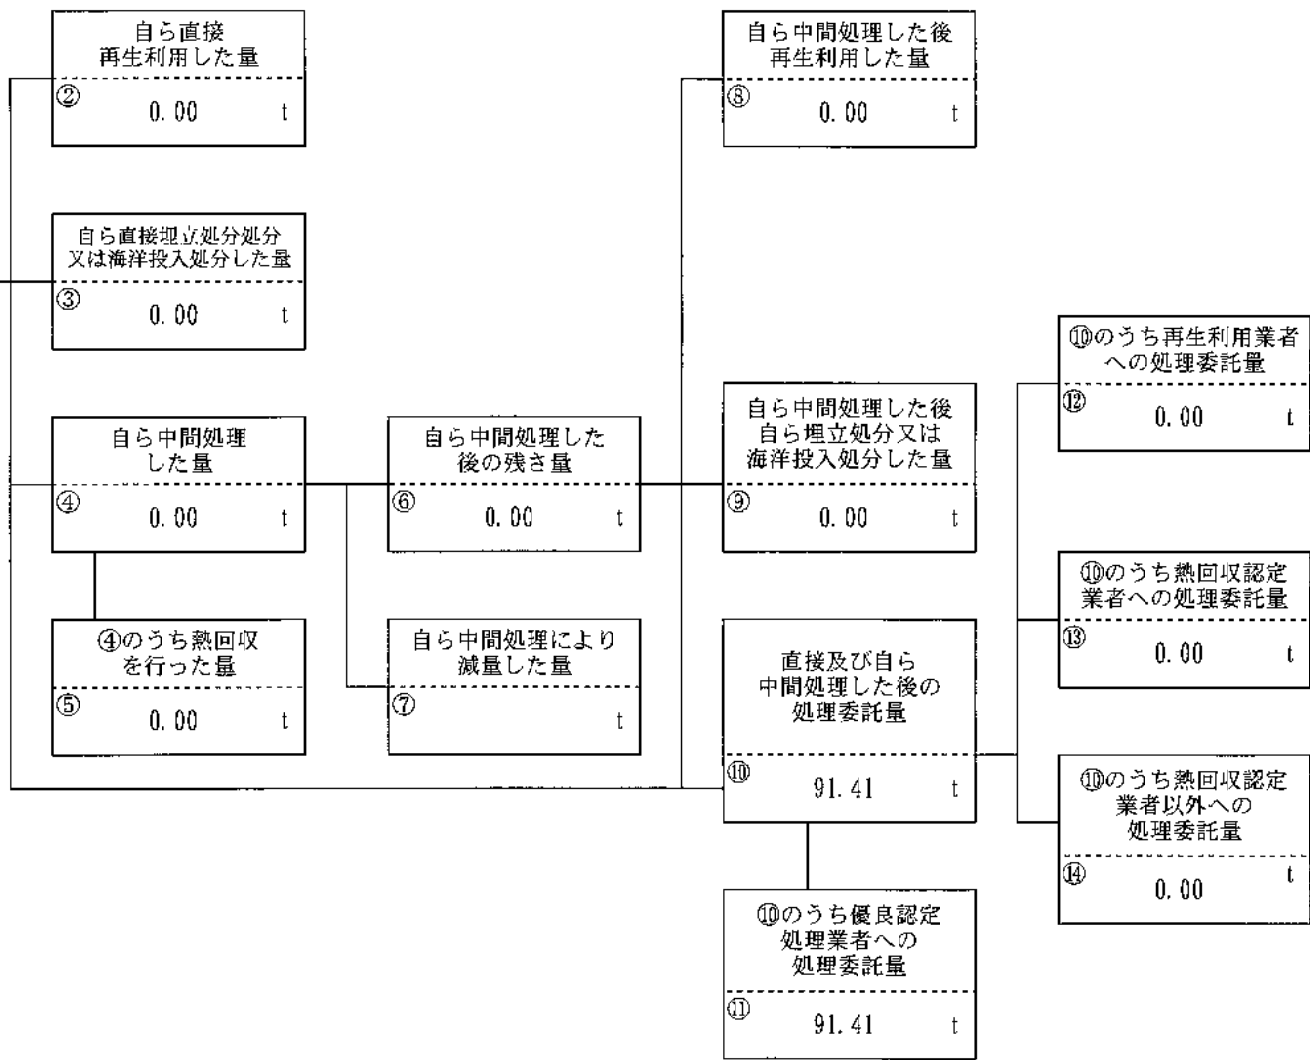 自ら直接
再生利用した量
② 0.00 t
自ら直接埋立処分処分
又は海洋投入処分した量
③ 0.00 t
自ら中間処理
した量
④ 0.00 t
④のうち熱回収
を行った量
⑤ 0.00 t
自ら中間処理した
後の残さ量
⑥ 0.00 t
自ら中間処理により
減量した量
⑦ t
自ら中間処理した後
再生利用した量
⑧ 0.00 t
自ら中間処理した後
自ら埋立処分又は
海洋投入処分した量
⑨ 0.00 t
直接及び自ら
中間処理した後の
処理委託量
⑩ 91.41 t
⑩のうち優良認定
処理業者への
処理委託量
⑪ 91.41 t
⑩のうち再生利用業者
への処理委託量
⑫ 0.00 t
⑩のうち熱回収認定
業者への処理委託量
⑬ 0.00 t
⑩のうち熱回収認定
業者以外への
処理委託量
⑭ 0.00 t